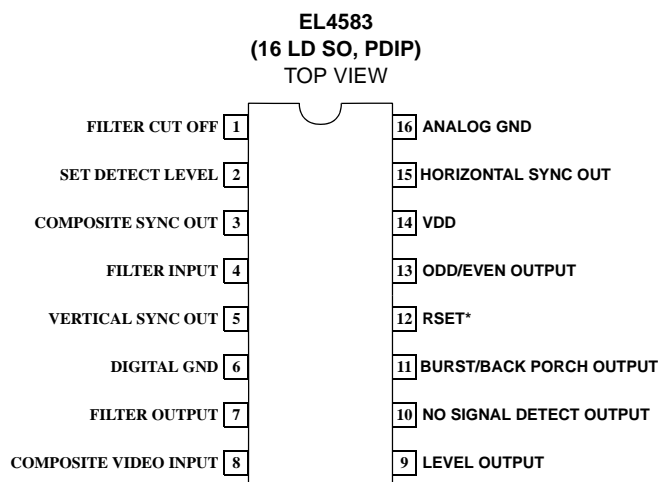 EL4583
(16 LD SO, PDIP)
TOP VIEW
FILTER CUT OFF 1
16 ANALOG GND
SET DETECT LEVEL 2
15 HORIZONTAL SYNC OUT
COMPOSITE SYNC OUT 3
14 VDD
FILTER INPUT 4
13 ODD/EVEN OUTPUT
VERTICAL SYNC OUT 5
12 RSET*
DIGITAL GND 6
11 BURST/BACK PORCH OUTPUT
FILTER OUTPUT 7
10 NO SIGNAL DETECT OUTPUT
COMPOSITE VIDEO INPUT 8
9 LEVEL OUTPUT